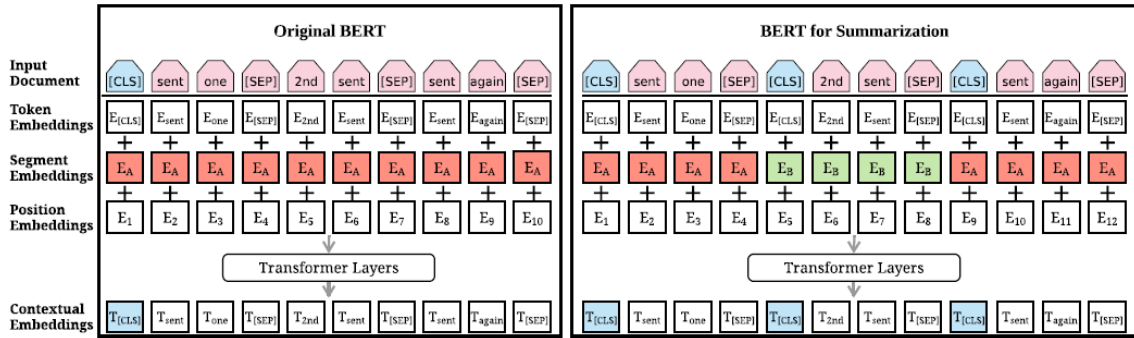 Original BERT
BERT for Summarization
Input Document [CLS] sent one [SEP] 2nd sent [SEP] sent again [SEP] [CLS] sent one [SEP] [CLS] 2nd sent [SEP] [CLS] sent again [SEP]
Token Embeddings E[CLS] Esent Eone E[SEP] E2nd Esent E[SEP] Esent Eagain E[SEP] E[CLS] Esent Eone E[SEP] E[CLS] E2nd Esent E[SEP] E[CLS] Esent Eagain E[SEP]
+ + + + + + + + + + + + + + + + + + + + + +
Segment Embeddings EA EA EA EA EA EA EA EA EA EA EA EA EA EA EB EB EB EB EA EA EA EA
+ + + + + + + + + + + + + + + + + + + + + +
Position Embeddings E1 E2 E3 E4 E5 E6 E7 E8 E9 E10 E1 E2 E3 E4 E5 E6 E7 E8 E9 E10 E11 E12
Transformer Layers
Transformer Layers
Contextual Embeddings T[CLS] Tsent Tone T[SEP] T2nd Tsent T[SEP] Tsent Tagain T[SEP] T[CLS] Tsent Tone T[SEP] T[CLS] T2nd Tsent T[SEP] T[CLS] Tsent Tagain T[SEP]